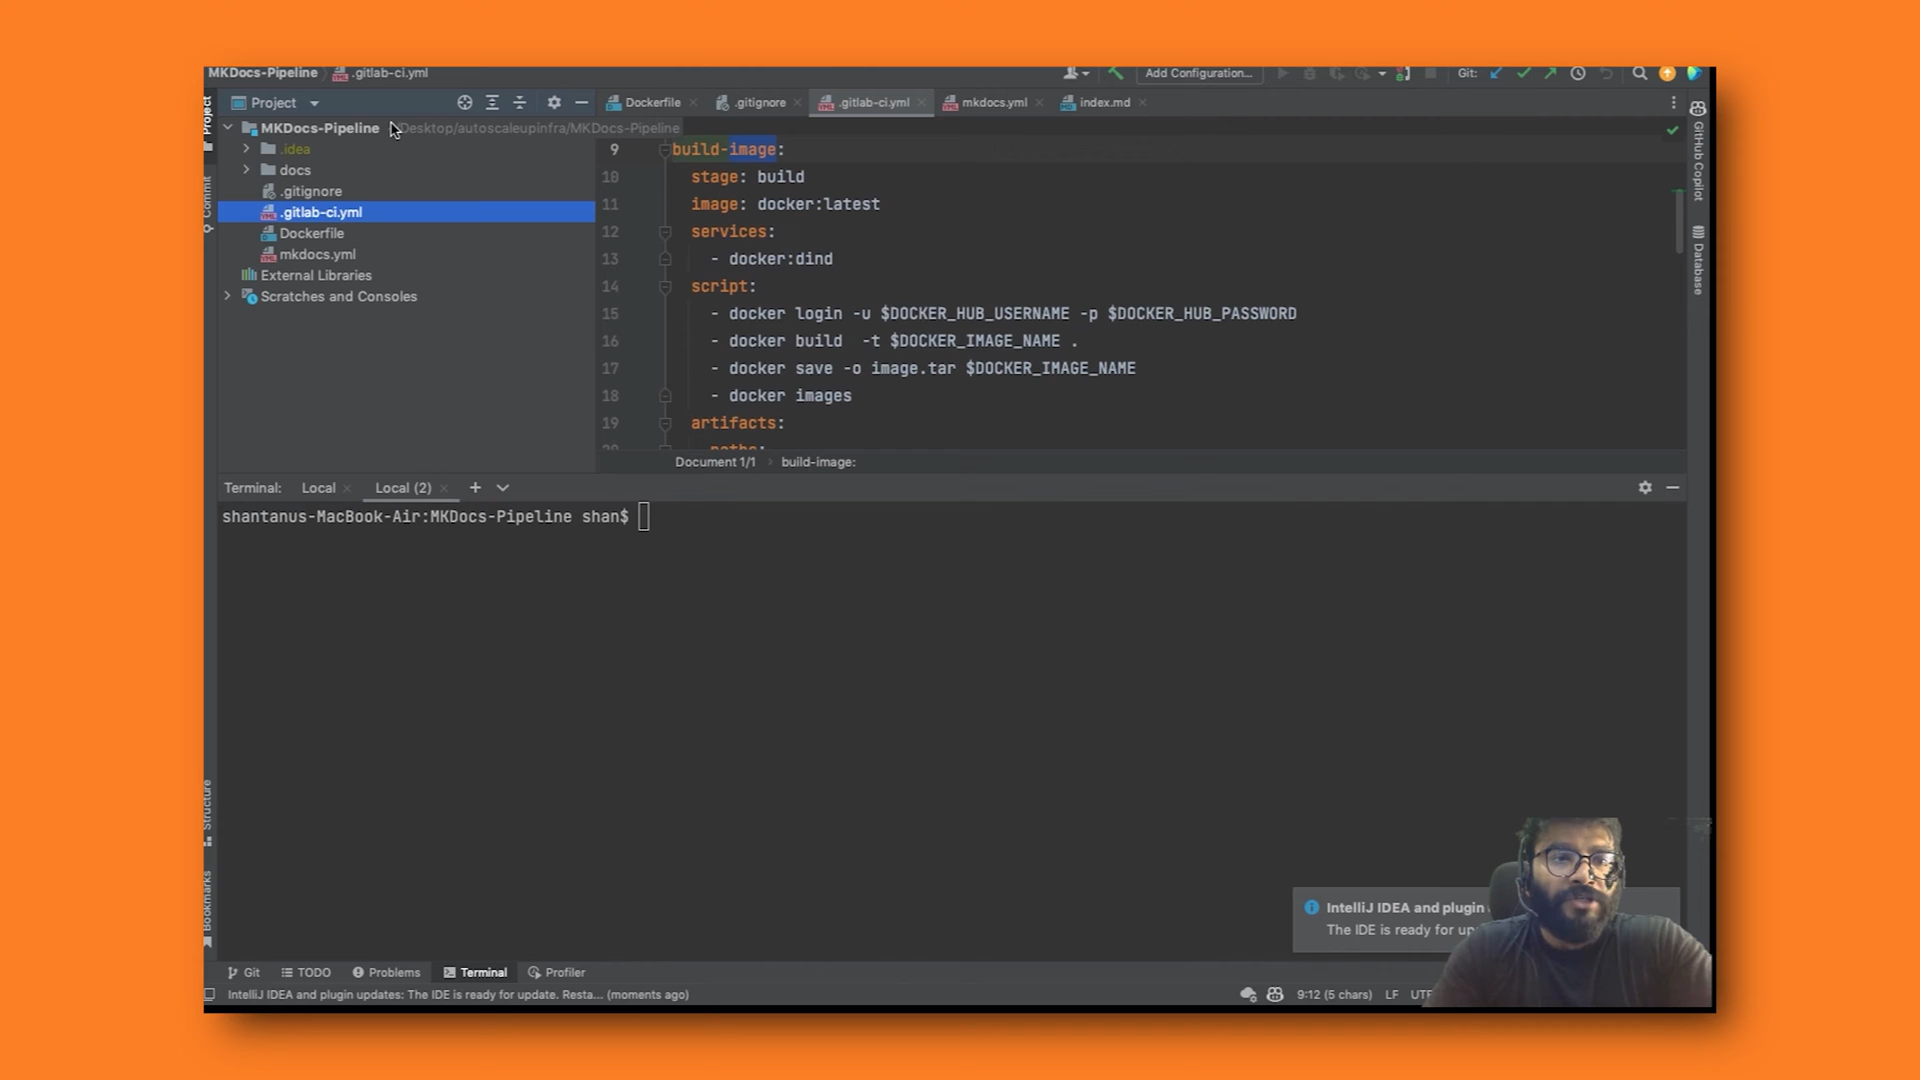 MKDocs-Pipeline .gitlab-ci.yml
Add Configuration...
Git:
Project
Project
Dockerfile
.gitignore
.gitlab-ci.yml
mkdocs.yml
index.md
MKDocs-Pipeline Desktop/autoscaleupinfra/MKDocs-Pipeline
.idea
docs
.gitignore
.gitlab-ci.yml
Dockerfile
mkdocs.yml
External Libraries
Scratches and Consoles
Commit
9 build-image:
10 stage: build
11 image: docker:latest
12 services:
13 - docker:dind
14 script:
15 - docker login -u $DOCKER_HUB_USERNAME -p $DOCKER_HUB_PASSWORD
16 - docker build -t $DOCKER_IMAGE_NAME .
17 - docker save -o image.tar $DOCKER_IMAGE_NAME
18 - docker images
19 artifacts:
20 paths:
Document 1/1 build-image:
GitHub Copilot
Database
Terminal: Local Local (2)
shantanus-MacBook-Air:MKDocs-Pipeline shan$
Structure
Bookmarks
IntelliJ IDEA and plugin
The IDE is ready for up
Git TODO Problems Terminal Profiler
IntelliJ IDEA and plugin updates: The IDE is ready for update. Resta... (moments ago)
9:12 (5 chars) LF UTF